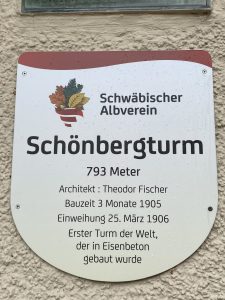 Schwäbischer
Albverein
Schönbergturm
793 Meter
Architekt : Theodor Fischer
Bauzeit 3 Monate 1905
Einweihung 25. März 1906
Erster Turm der Welt,
der in Eisenbeton
gebaut wurde